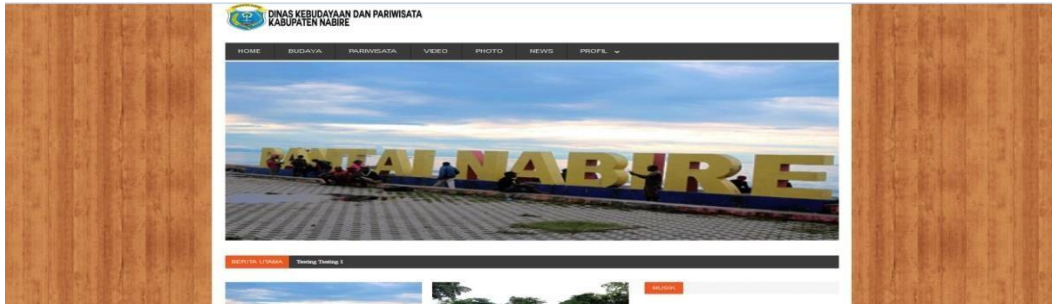 DINAS KEBUDAYAAN DAN PARIWISATA
KABUPATEN NABIRE
HOME BUDAYA PARIWISATA VIDEO PHOTO NEWS PROFIL
PANTAI NABIRE
BERITA UTAMA Testing Testing 1
MUSIK